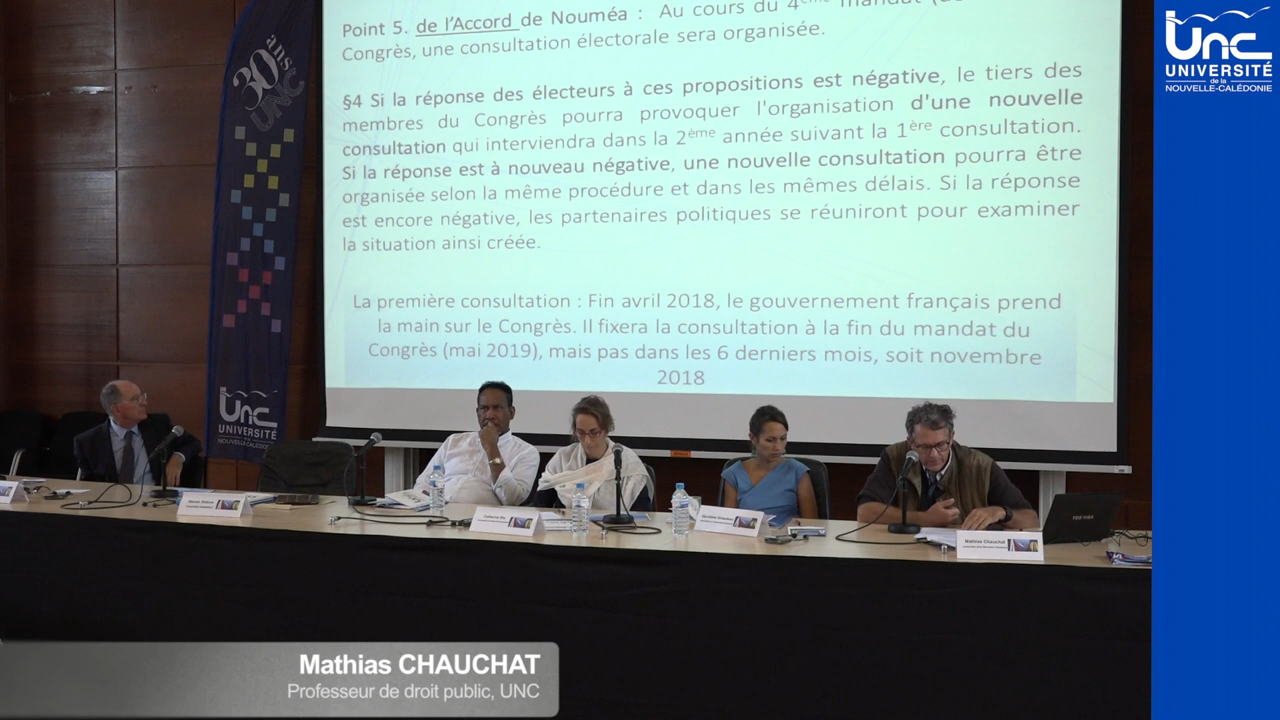 Point 5. de l'Accord de Nouméa : Au cours du 4ème mandat
Congrès, une consultation électorale sera organisée.
§4 Si la réponse des électeurs à ces propositions est négative, le tiers des
membres du Congrès pourra provoquer l'organisation d'une nouvelle
consultation qui interviendra dans la 2ème année suivant la 1ère consultation.
Si la réponse est à nouveau négative, une nouvelle consultation pourra être
organisée selon la même procédure et dans les mêmes délais. Si la réponse
est encore négative, les partenaires politiques se réuniront pour examiner
la situation ainsi créée.
La première consultation : Fin avril 2018, le gouvernement français prend
la main sur le Congrès. Il fixera la consultation à la fin du mandat du
Congrès (mai 2019), mais pas dans les 6 derniers mois, soit novembre
2018
Unc
UNIVERSITÉ
de la
NOUVELLE-CALÉDONIE
30 ans
UNC
Unc
UNIVERSITÉ
NOUVELLE-CALÉDONIE
Mathias Chauchat
Mathias CHAUCHAT
Professeur de droit public, UNC